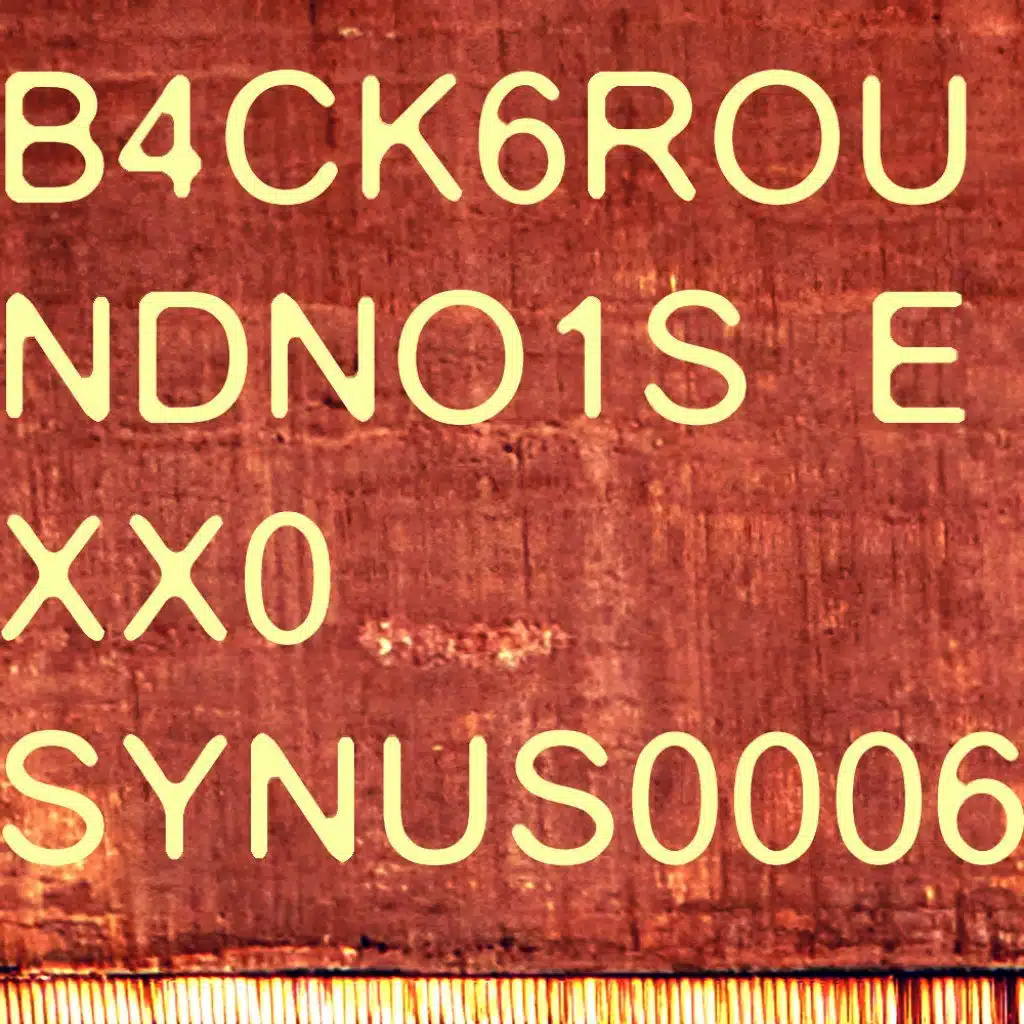 B4CK6ROU
NDNO1S E
XX0
SYNUS0006